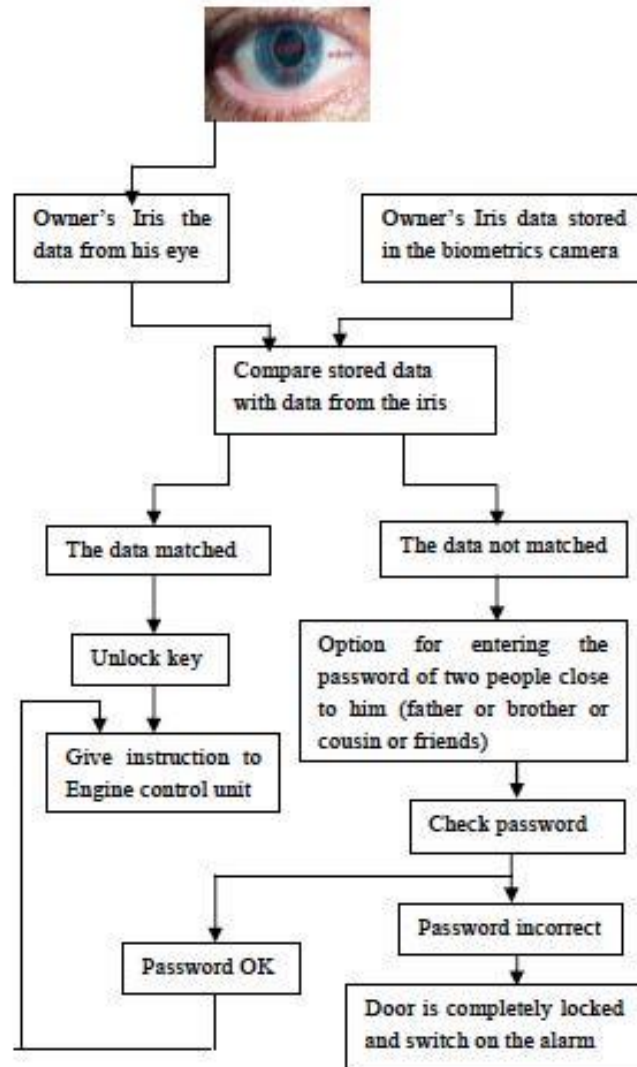 Owner's Iris the
data from his eye
Owner's Iris data stored
in the biometrics camera
Compare stored data
with data from the iris
The data matched
The data not matched
Unlock key
Option for entering the
password of two people close
to him (father or brother or
cousin or friends)
Give instruction to
Engine control unit
Check password
Password incorrect
Password OK
Door is completely locked
and switch on the alarm